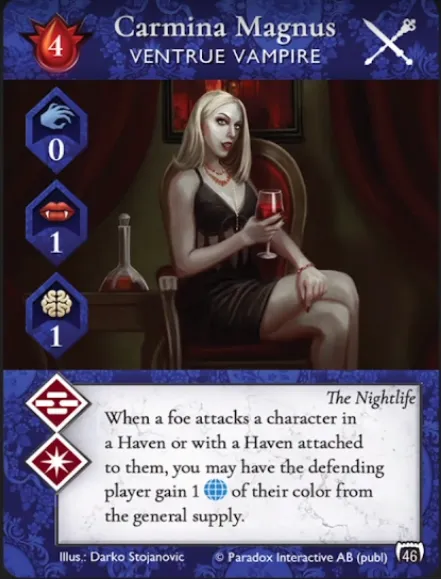 4
Carmina Magnus
VENTRUE VAMPIRE
0
1
1
The Nightlife
When a foe attacks a character in
a Haven or with a Haven attached
to them, you may have the defending
player gain 1 of their color from
the general supply.
Illus.: Darko Stojanovic © Paradox Interactive AB (publ) 46